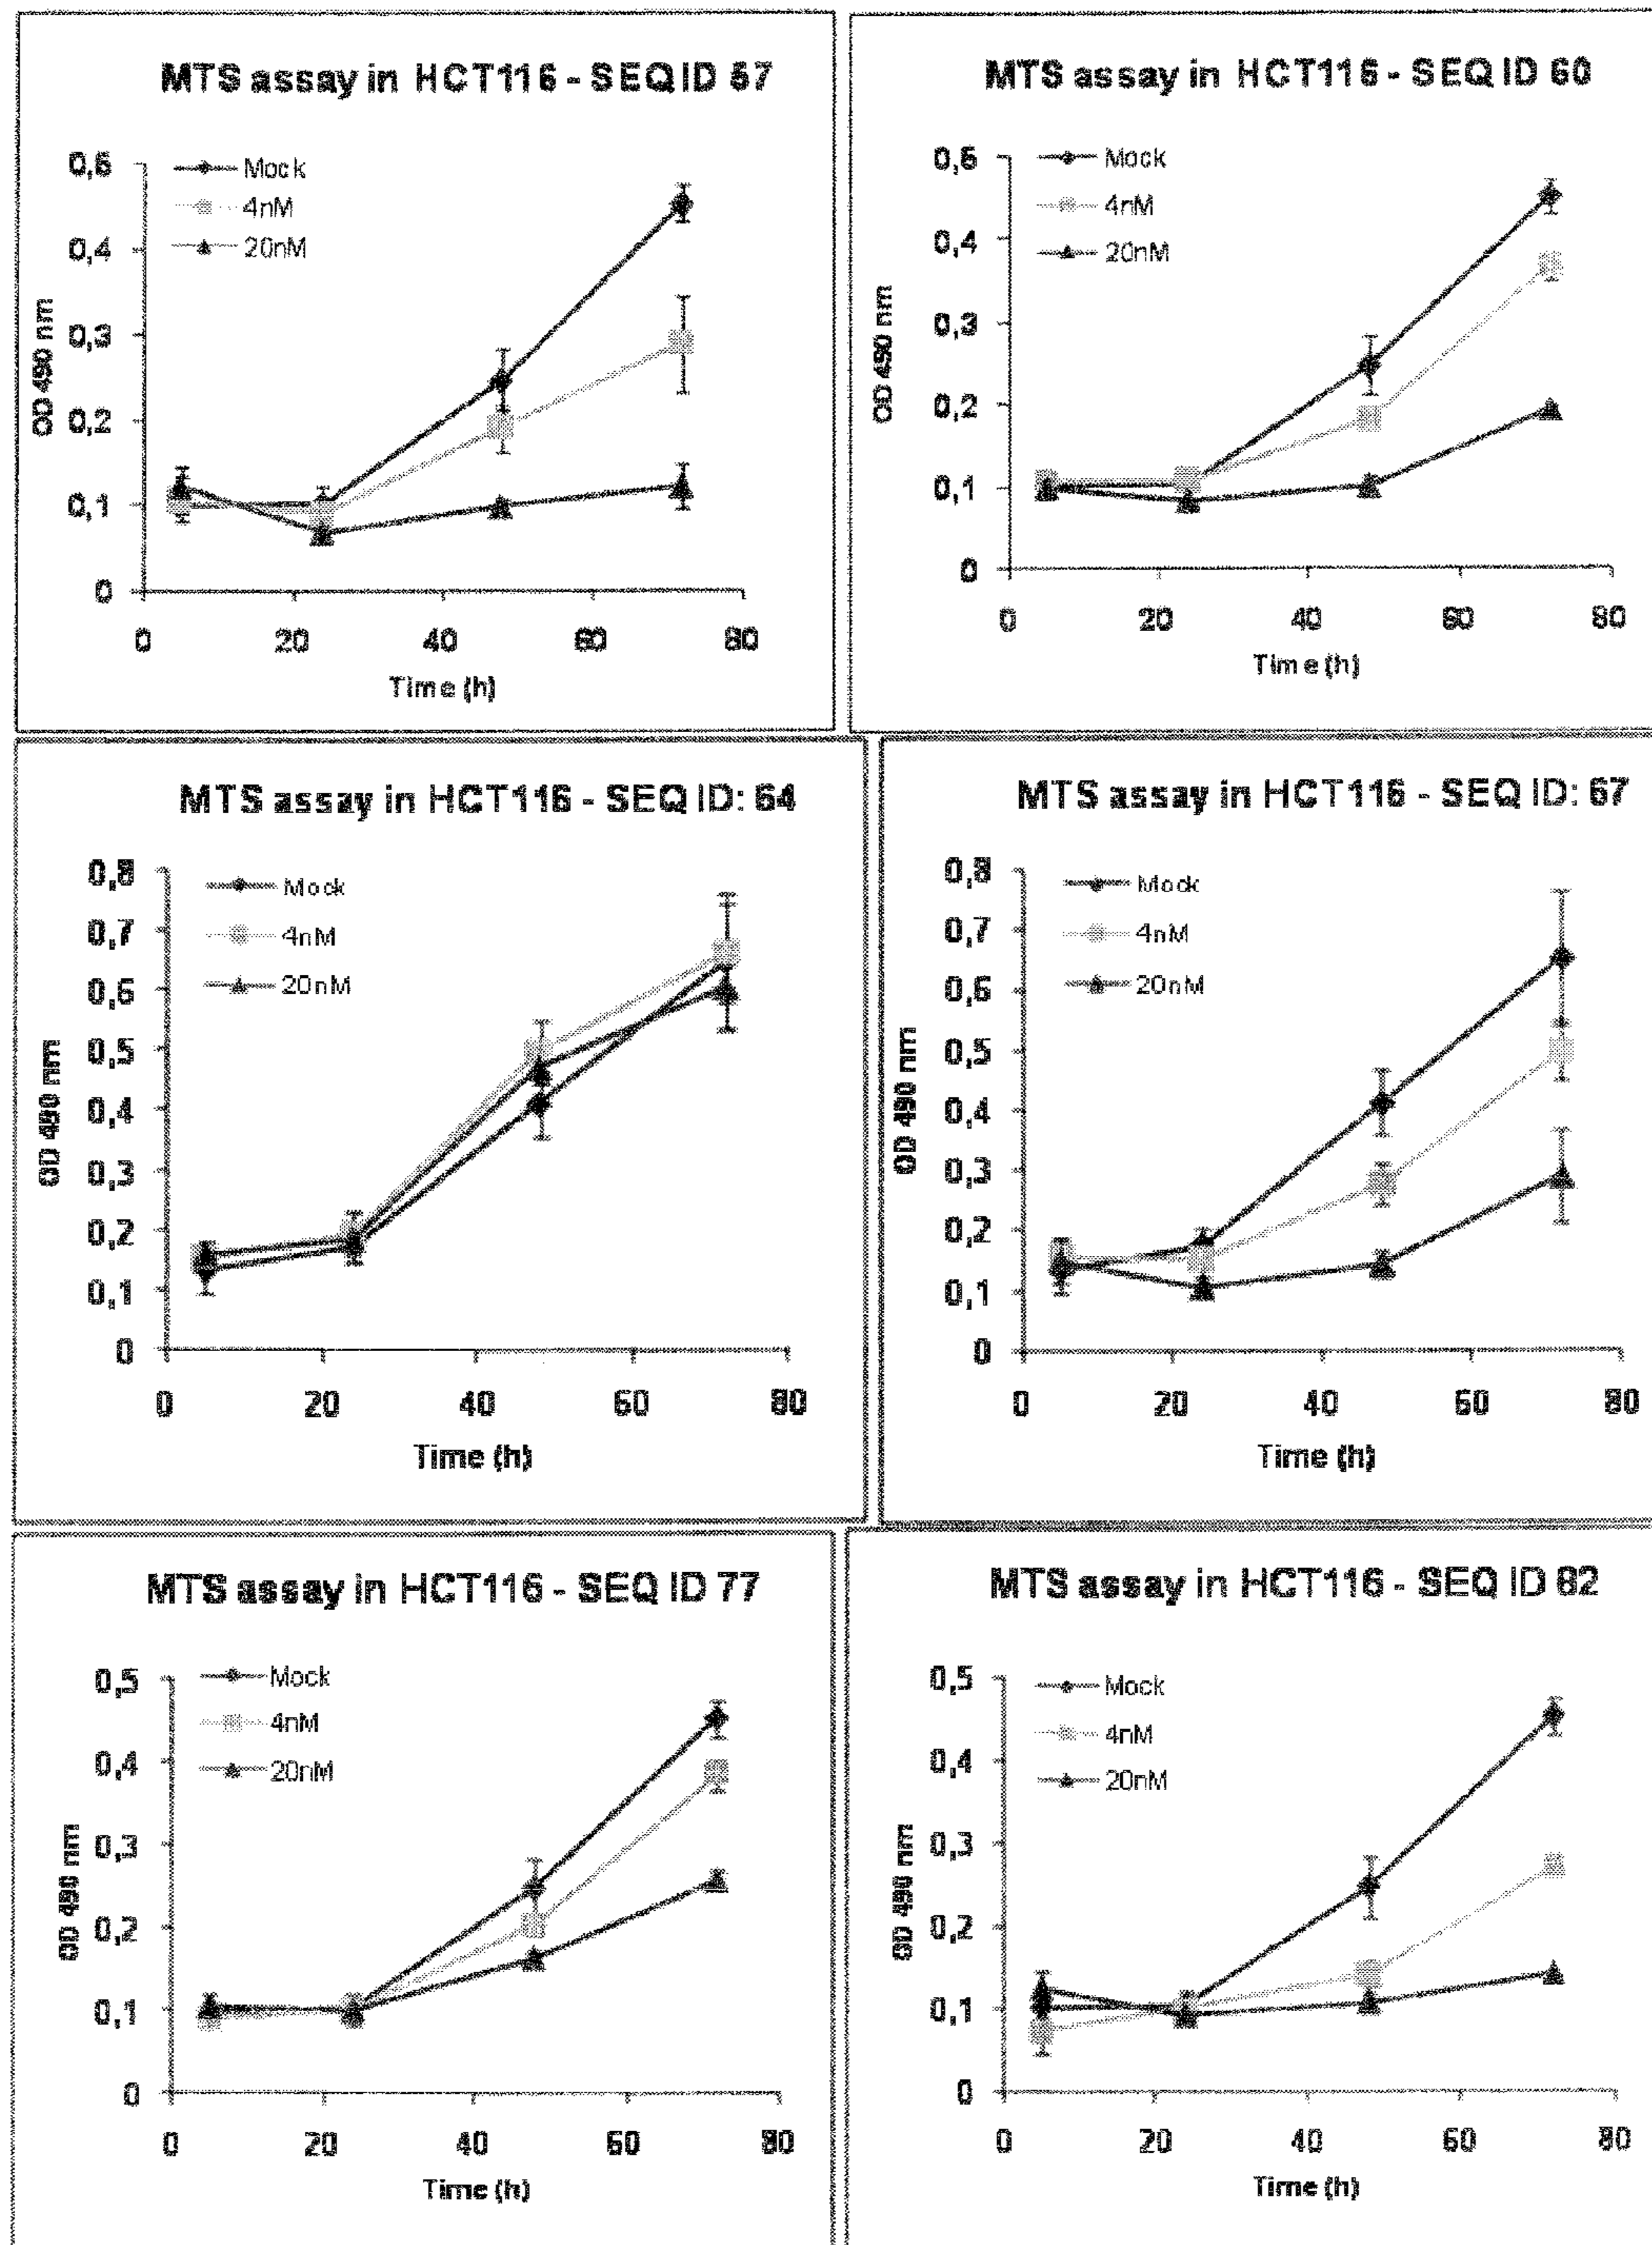 MTS assay in HCT116 - SEQ ID 57
0,5
0,4
0,3
0,2
0,1
0
Mock
4nM
20nM
OD 490 nm
0 20 40 60 80
Time (h)
MTS assay in HCT116 - SEQ ID 60
0,5
0,4
0,3
0,2
0,1
0
Mock
4nM
20nM
OD 490 nm
0 20 40 60 80
Time (h)
MTS assay in HCT116 - SEQ ID: 64
0,8
0,7
0,6
0,5
0,4
0,3
0,2
0,1
0
Mock
4nM
20nM
OD 490 nm
0 20 40 60 80
Time (h)
MTS assay in HCT116 - SEQ ID: 67
0,8
0,7
0,6
0,5
0,4
0,3
0,2
0,1
0
Mock
4nM
20nM
OD 490 nm
0 20 40 60 80
Time (h)
MTS assay in HCT116 - SEQ ID 77
0,5
0,4
0,3
0,2
0,1
0
Mock
4nM
20nM
OD 490 nm
0 20 40 60 80
Time (h)
MTS assay in HCT116 - SEQ ID 82
0,5
0,4
0,3
0,2
0,1
0
Mock
4nM
20nM
OD 490 nm
0 20 40 60 80
Time (h)